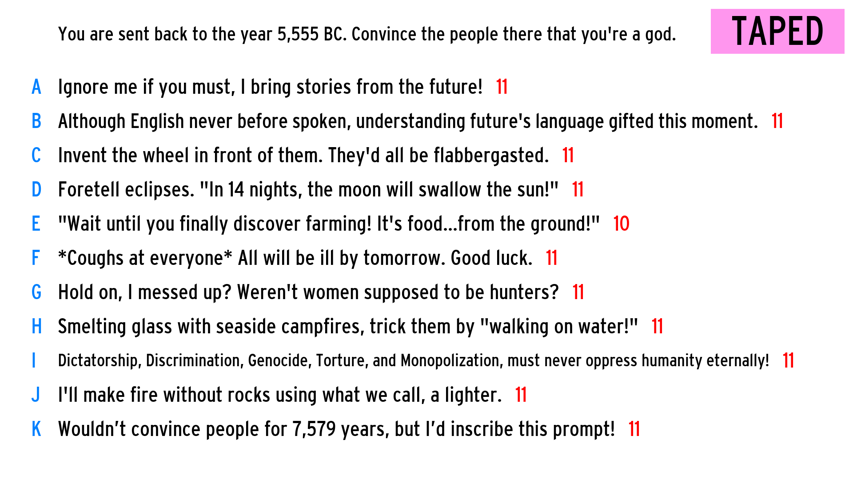 You are sent back to the year 5,555 BC. Convince the people there that you're a god.
TAPED
A Ignore me if you must, I bring stories from the future! 11
B Although English never before spoken, understanding future's language gifted this moment. 11
C Invent the wheel in front of them. They'd all be flabbergasted. 11
D Foretell eclipses. "In 14 nights, the moon will swallow the sun!" 11
E "Wait until you finally discover farming! It's food...from the ground!" 10
F *Coughs at everyone* All will be ill by tomorrow. Good luck. 11
G Hold on, I messed up? Weren't women supposed to be hunters? 11
H Smelting glass with seaside campfires, trick them by "walking on water!" 11
I Dictatorship, Discrimination, Genocide, Torture, and Monopolization, must never oppress humanity eternally! 11
J I'll make fire without rocks using what we call, a lighter. 11
K Wouldn’t convince people for 7,579 years, but I’d inscribe this prompt! 11